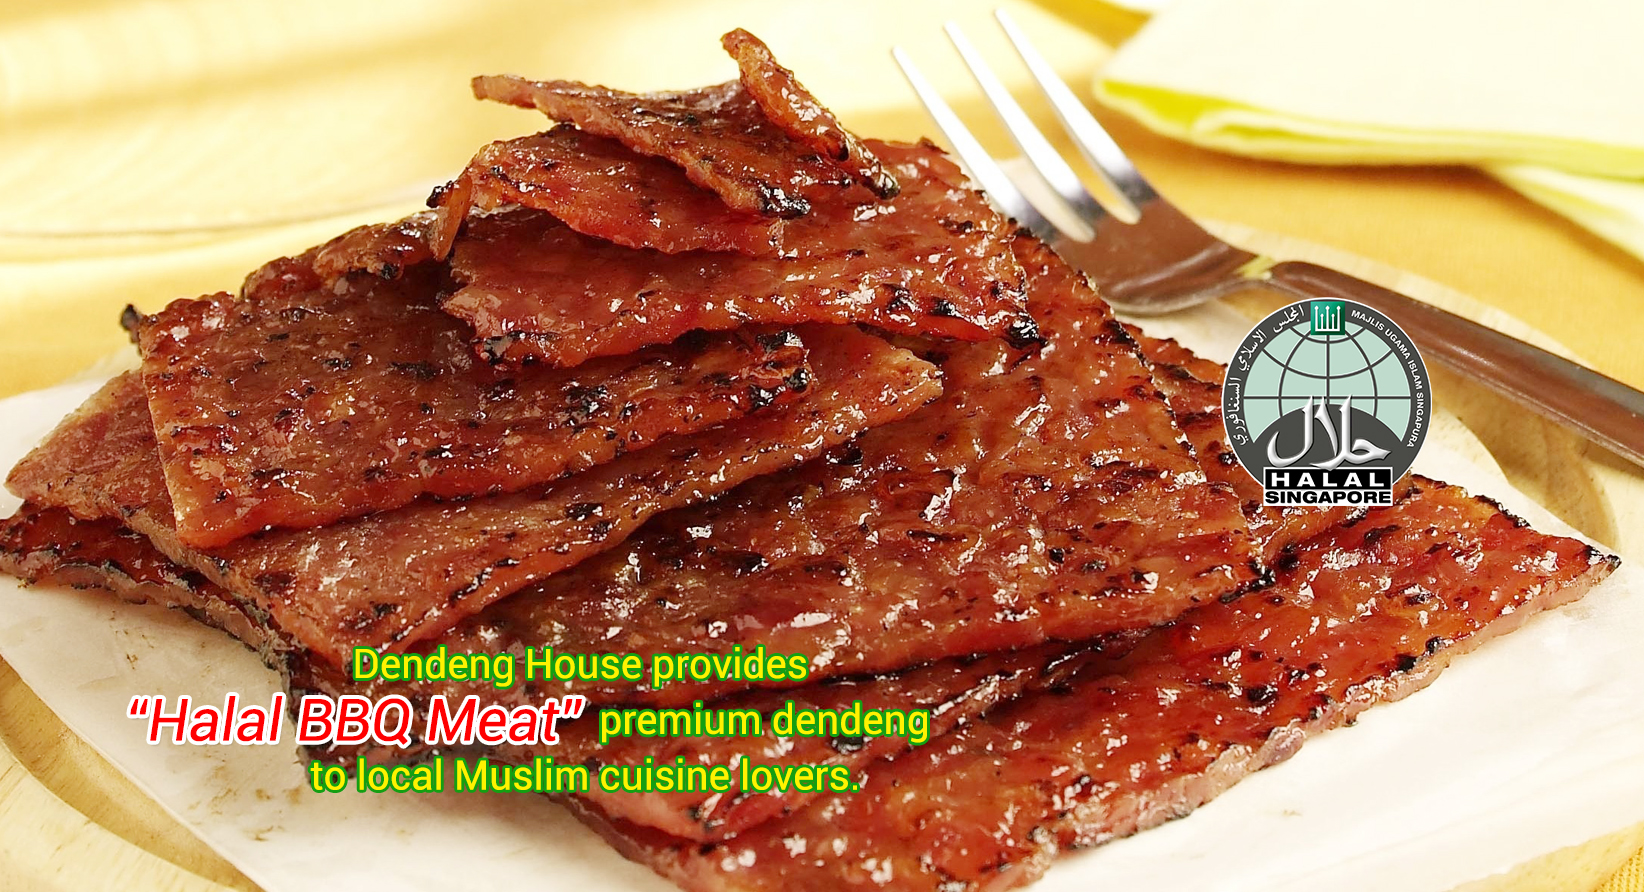 المجلس الاسلامي السنغافوري
MAJLIS UGAMA ISLAM SINGAPURA
حلال
HALAL
SINGAPORE
Dendeng House provides
“Halal BBQ Meat” premium dendeng
to local Muslim cuisine lovers.